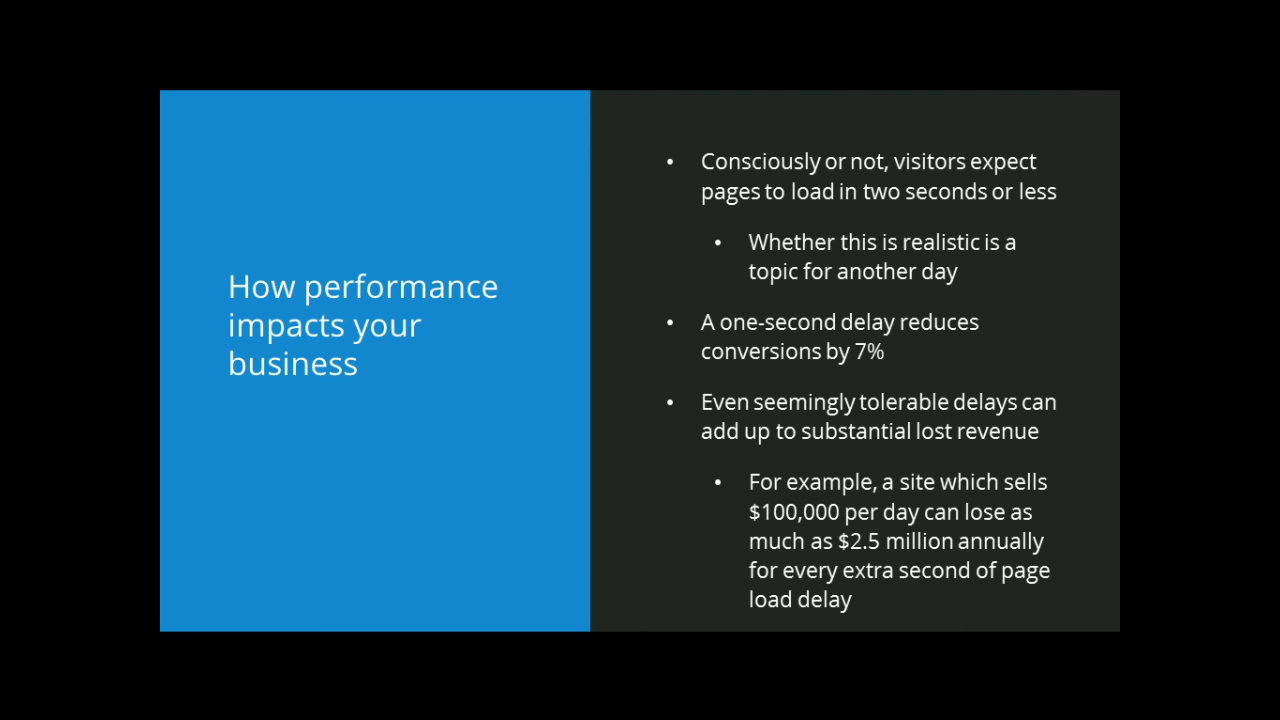 How performance
impacts your
business
• Consciously or not, visitors expect
pages to load in two seconds or less
• Whether this is realistic is a
topic for another day
• A one-second delay reduces
conversions by 7%
• Even seemingly tolerable delays can
add up to substantial lost revenue
• For example, a site which sells
$100,000 per day can lose as
much as $2.5 million annually
for every extra second of page
load delay